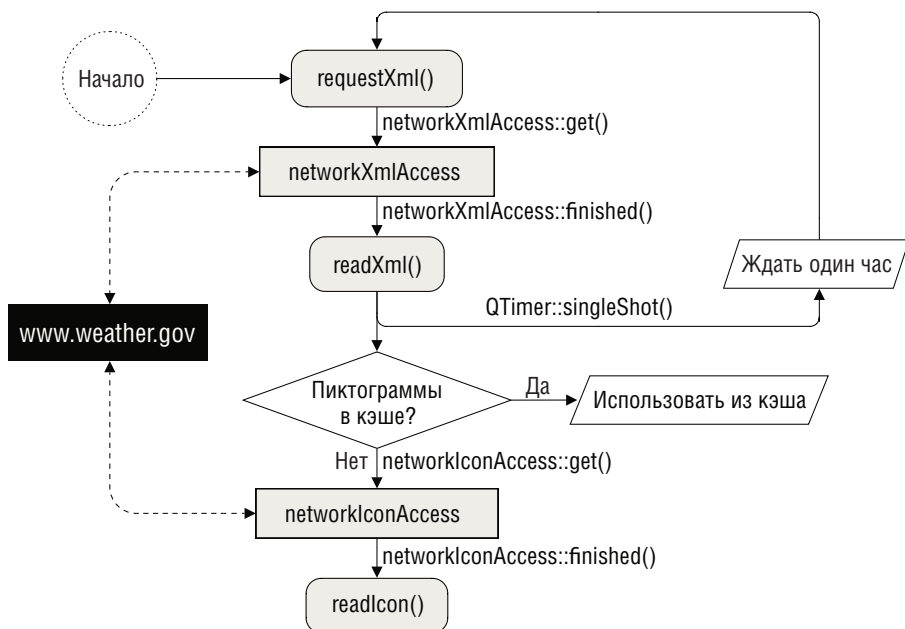 Начало
requestXml()
networkXmlAccess::get()
networkXmlAccess
networkXmlAccess::finished()
readXml()
Ждать один час
QTimer::singleShot()
www.weather.gov
Пиктограммы
в кэше?
Да
Использовать из кэша
Нет
networkIconAccess::get()
networkIconAccess
networkIconAccess::finished()
readIcon()